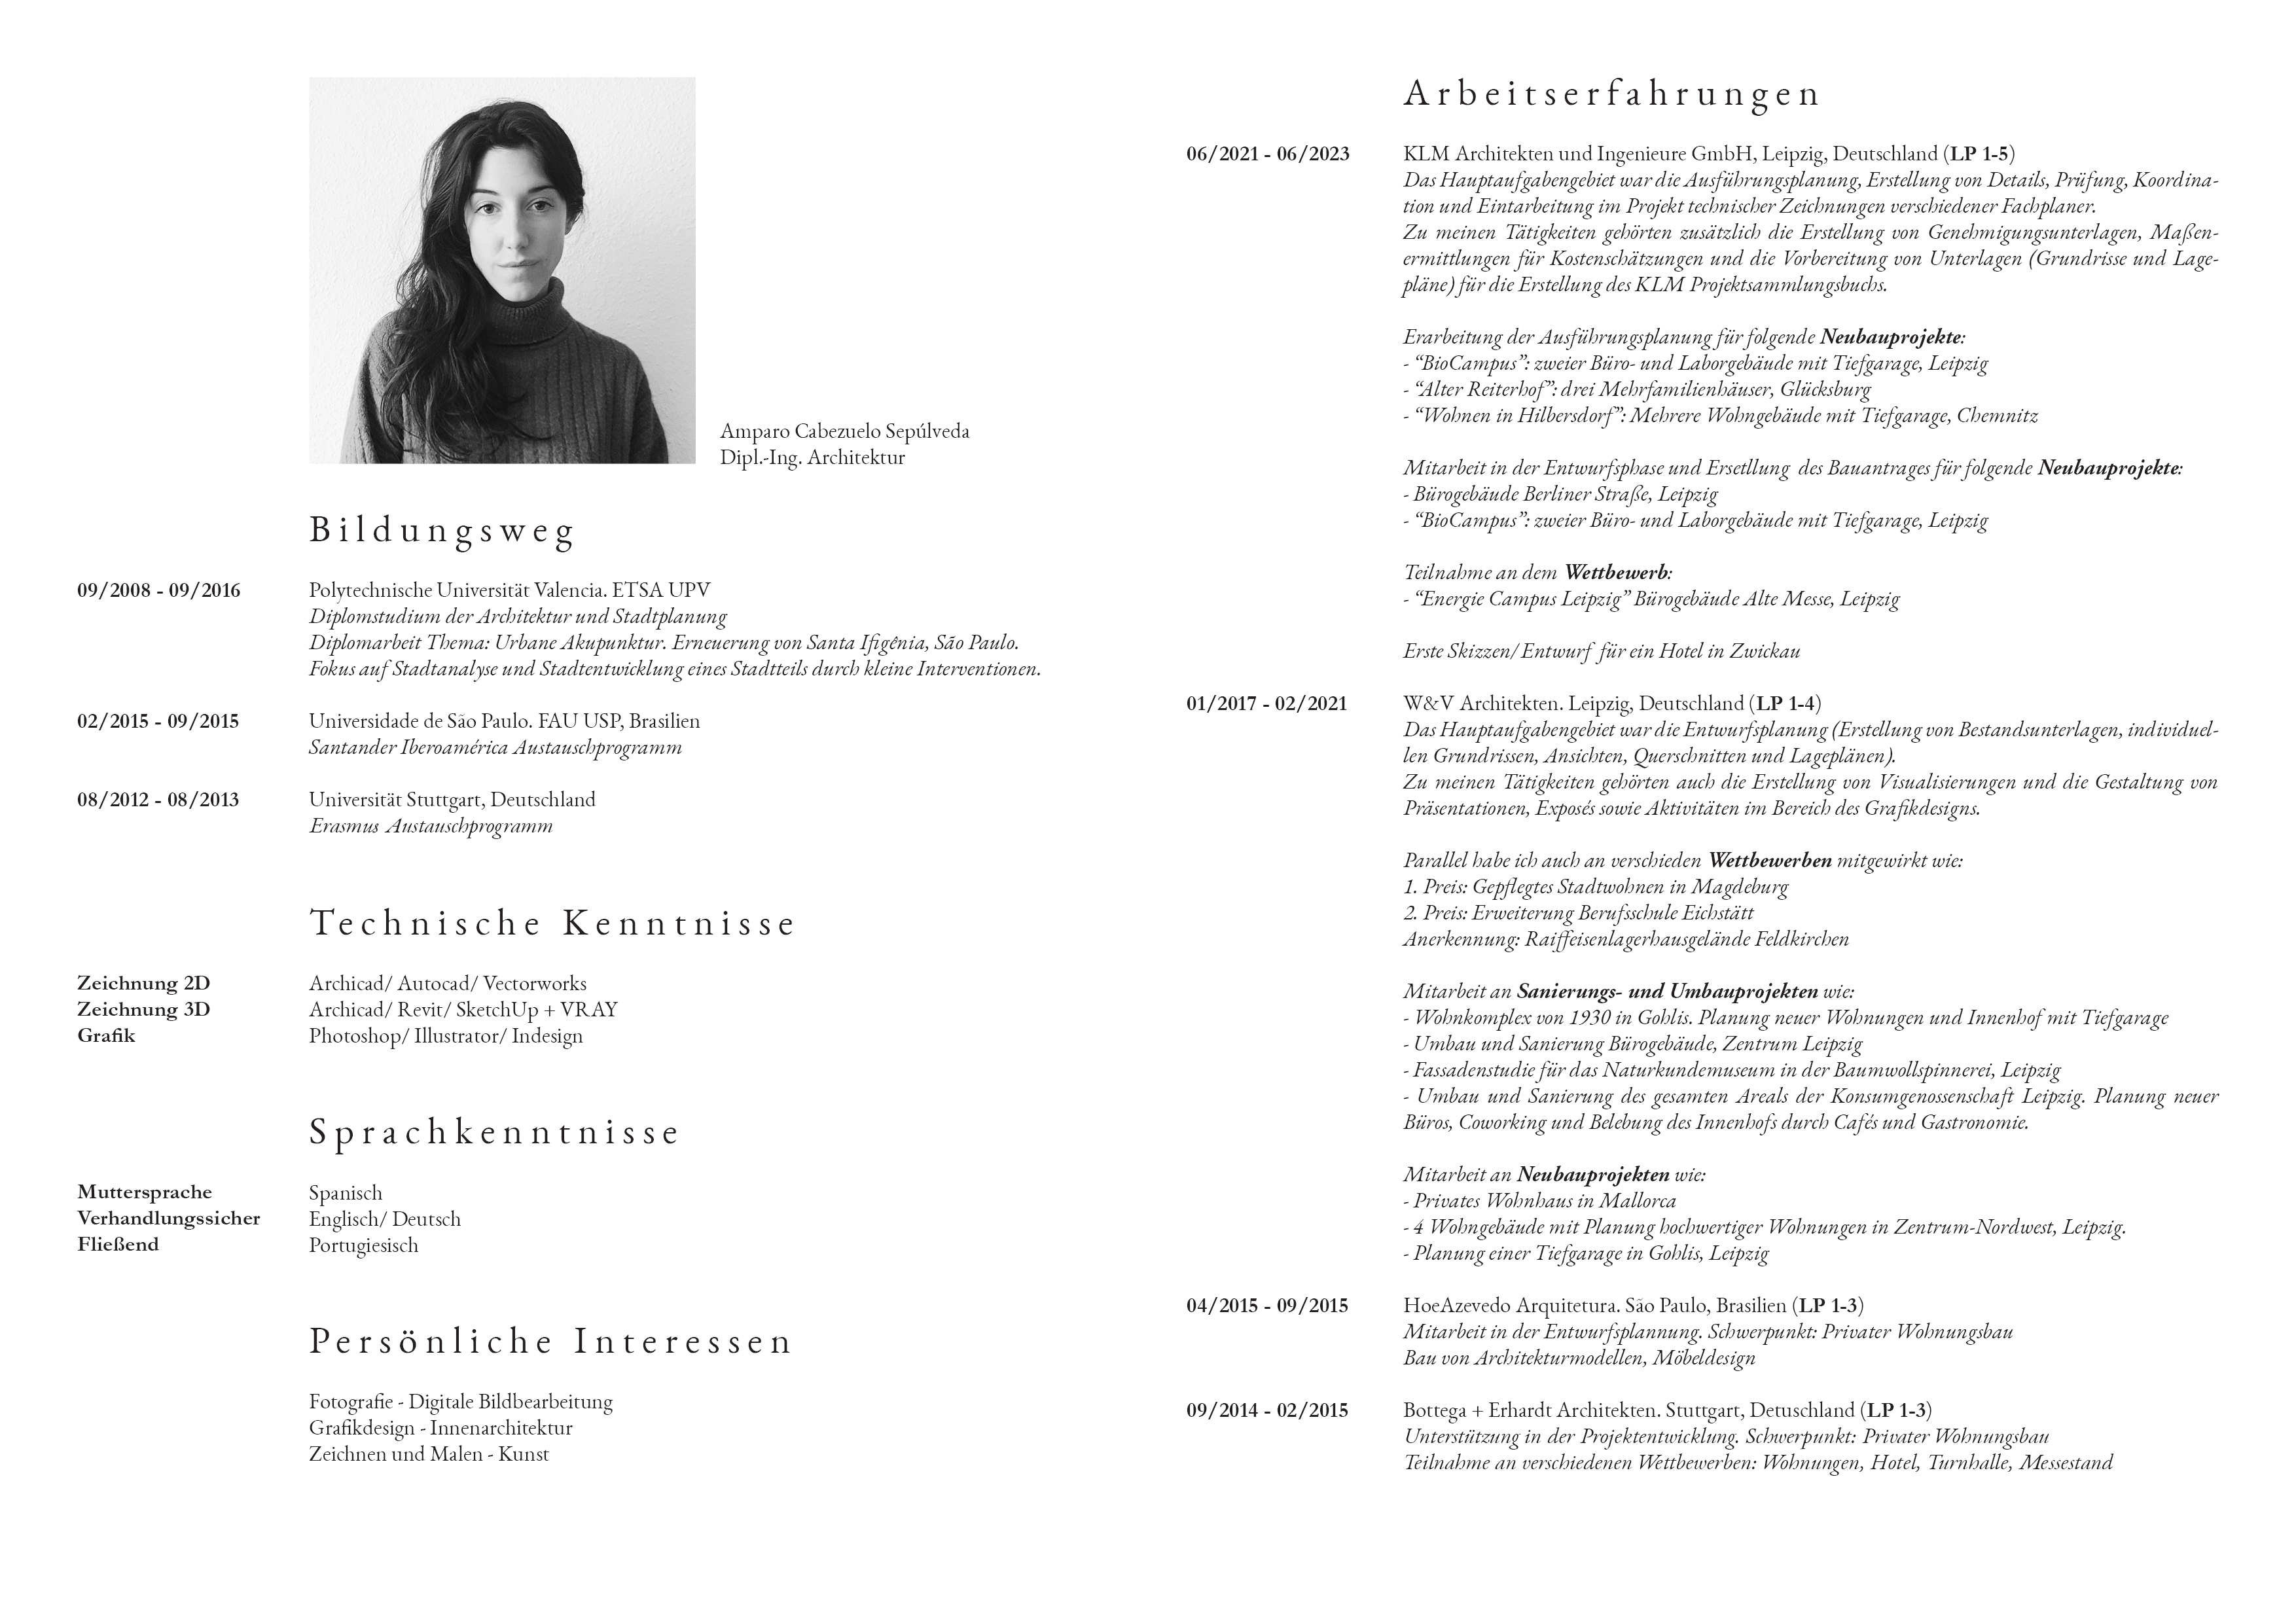 Amparo Cabezuelo Sepúlveda
Dipl.-Ing. Architektur
Bildungsweg
09/2008 - 09/2016 Polytechnische Universität Valencia. ETSA UPV
Diplomstudium der Architektur und Stadtplanung
Diplomarbeit Thema: Urbane Akupunktur. Erneuerung von Santa Ifigênia, São Paulo.
Fokus auf Stadtanalyse und Stadtentwicklung eines Stadtteils durch kleine Interventionen.
02/2015 - 09/2015 Universidade de São Paulo. FAU USP, Brasilien
Santander Iberoamérica Austauschprogramm
08/2012 - 08/2013 Universität Stuttgart, Deutschland
Erasmus Austauschprogramm
Technische Kenntnisse
Zeichnung 2D Archicad/ Autocad/ Vectorworks
Zeichnung 3D Archicad/ Revit/ SketchUp + VRAY
Grafik Photoshop/ Illustrator/ Indesign
Sprachkenntnisse
Muttersprache Spanisch
Verhandlungssicher Englisch/ Deutsch
Fließend Portugiesisch
Persönliche Interessen
Fotografie - Digitale Bildbearbeitung
Grafikdesign - Innenarchitektur
Zeichnen und Malen - Kunst
Arbeitserfahrungen
06/2021 - 06/2023 KLM Architekten und Ingenieure GmbH, Leipzig, Deutschland (LP 1-5)
Das Hauptaufgabengebiet war die Ausführungsplanung, Erstellung von Details, Prüfung, Koordina-
tion und Eintarbeitung im Projekt technischer Zeichnungen verschiedener Fachplaner.
Zu meinen Tätigkeiten gehörten zusätzlich die Erstellung von Genehmigungsunterlagen, Maßen-
ermittlungen für Kostenschätzungen und die Vorbereitung von Unterlagen (Grundrisse und Lage-
pläne) für die Erstellung des KLM Projektsammlungsbuchs.
Erarbeitung der Ausführungsplanung für folgende Neubauprojekte:
- “BioCampus”: zweier Büro- und Laborgebäude mit Tiefgarage, Leipzig
- “Alter Reiterhof”: drei Mehrfamilienhäuser, Glücksburg
- “Wohnen in Hilbersdorf”: Mehrere Wohngebäude mit Tiefgarage, Chemnitz
Mitarbeit in der Entwurfsphase und Ersetllung des Bauantrages für folgende Neubauprojekte:
- Bürogebäude Berliner Straße, Leipzig
- “BioCampus”: zweier Büro- und Laborgebäude mit Tiefgarage, Leipzig
Teilnahme an dem Wettbewerb:
- “Energie Campus Leipzig” Bürogebäude Alte Messe, Leipzig
Erste Skizzen/ Entwurf für ein Hotel in Zwickau
01/2017 - 02/2021 W&V Architekten. Leipzig, Deutschland (LP 1-4)
Das Hauptaufgabengebiet war die Entwurfsplanung (Erstellung von Bestandsunterlagen, individuel-
len Grundrissen, Ansichten, Querschnitten und Lageplänen).
Zu meinen Tätigkeiten gehörten auch die Erstellung von Visualisierungen und die Gestaltung von
Präsentationen, Exposés sowie Aktivitäten im Bereich des Grafikdesigns.
Parallel habe ich auch an verschieden Wettbewerben mitgewirkt wie:
1. Preis: Gepflegtes Stadtwohnen in Magdeburg
2. Preis: Erweiterung Berufsschule Eichstätt
Anerkennung: Raiffeisenlagerhausgelände Feldkirchen
Mitarbeit an Sanierungs- und Umbauprojekten wie:
- Wohnkomplex von 1930 in Gohlis. Planung neuer Wohnungen und Innenhof mit Tiefgarage
- Umbau und Sanierung Bürogebäude, Zentrum Leipzig
- Fassadenstudie für das Naturkundemuseum in der Baumwollspinnerei, Leipzig
- Umbau und Sanierung des gesamten Areals der Konsumgenossenschaft Leipzig. Planung neuer
Büros, Coworking und Belebung des Innenhofs durch Cafés und Gastronomie.
Mitarbeit an Neubauprojekten wie:
- Privates Wohnhaus in Mallorca
- 4 Wohngebäude mit Planung hochwertiger Wohnungen in Zentrum-Nordwest, Leipzig.
- Planung einer Tiefgarage in Gohlis, Leipzig
04/2015 - 09/2015 HoeAzevedo Arquitetura. São Paulo, Brasilien (LP 1-3)
Mitarbeit in der Entwurfsplannung. Schwerpunkt: Privater Wohnungsbau
Bau von Architekturmodellen, Möbeldesign
09/2014 - 02/2015 Bottega + Erhardt Architekten. Stuttgart, Detuschland (LP 1-3)
Unterstützung in der Projektentwicklung. Schwerpunkt: Privater Wohnungsbau
Teilnahme an verschiedenen Wettbewerben: Wohnungen, Hotel, Turnhalle, Messestand